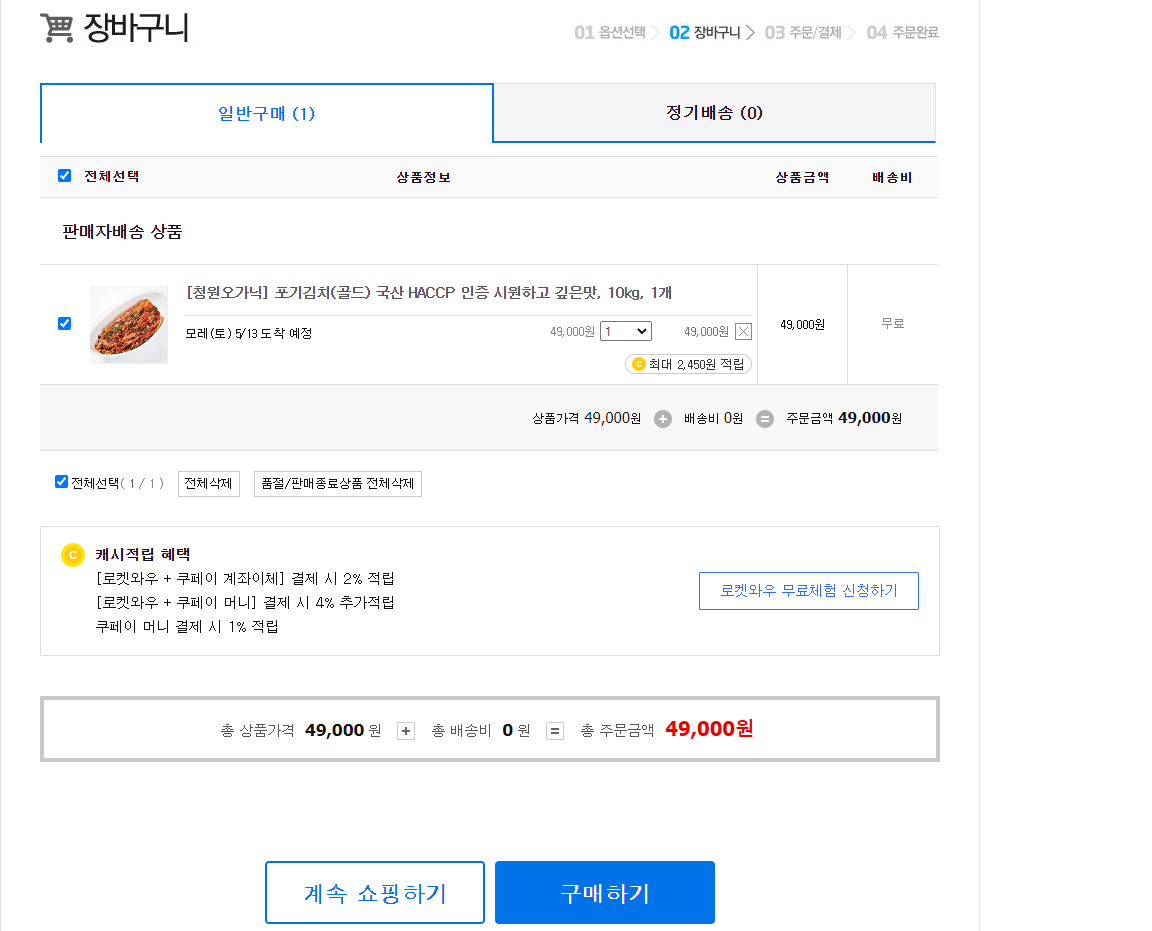 장바구니
01 옵션선택 02 장바구니 03 주문/결제 04 주문완료
일반구매 (1) 정기배송 (0)
전체선택 상품정보 상품금액 배송비
판매자배송 상품
[청원오가닉] 포기김치(골드) 국산 HACCP 인증 시원하고 깊은맛, 10kg, 1개
모레(토) 5/13 도착 예정 49,000원 1 49,000원 49,000원 무료
C 최대 2,450원 적립
상품가격 49,000원 + 배송비 0원 = 주문금액 49,000원
전체선택( 1 / 1 ) 전체삭제 품절/판매종료상품 전체삭제
C 캐시적립 혜택
[로켓와우 + 쿠페이 계좌이체] 결제 시 2% 적립
로켓와우 무료체험 신청하기
[로켓와우 + 쿠페이 머니] 결제 시 4% 추가적립
쿠페이 머니 결제 시 1% 적립
총 상품가격 49,000 원 + 총 배송비 0 원 = 총 주문금액 49,000원
계속 쇼핑하기 구매하기